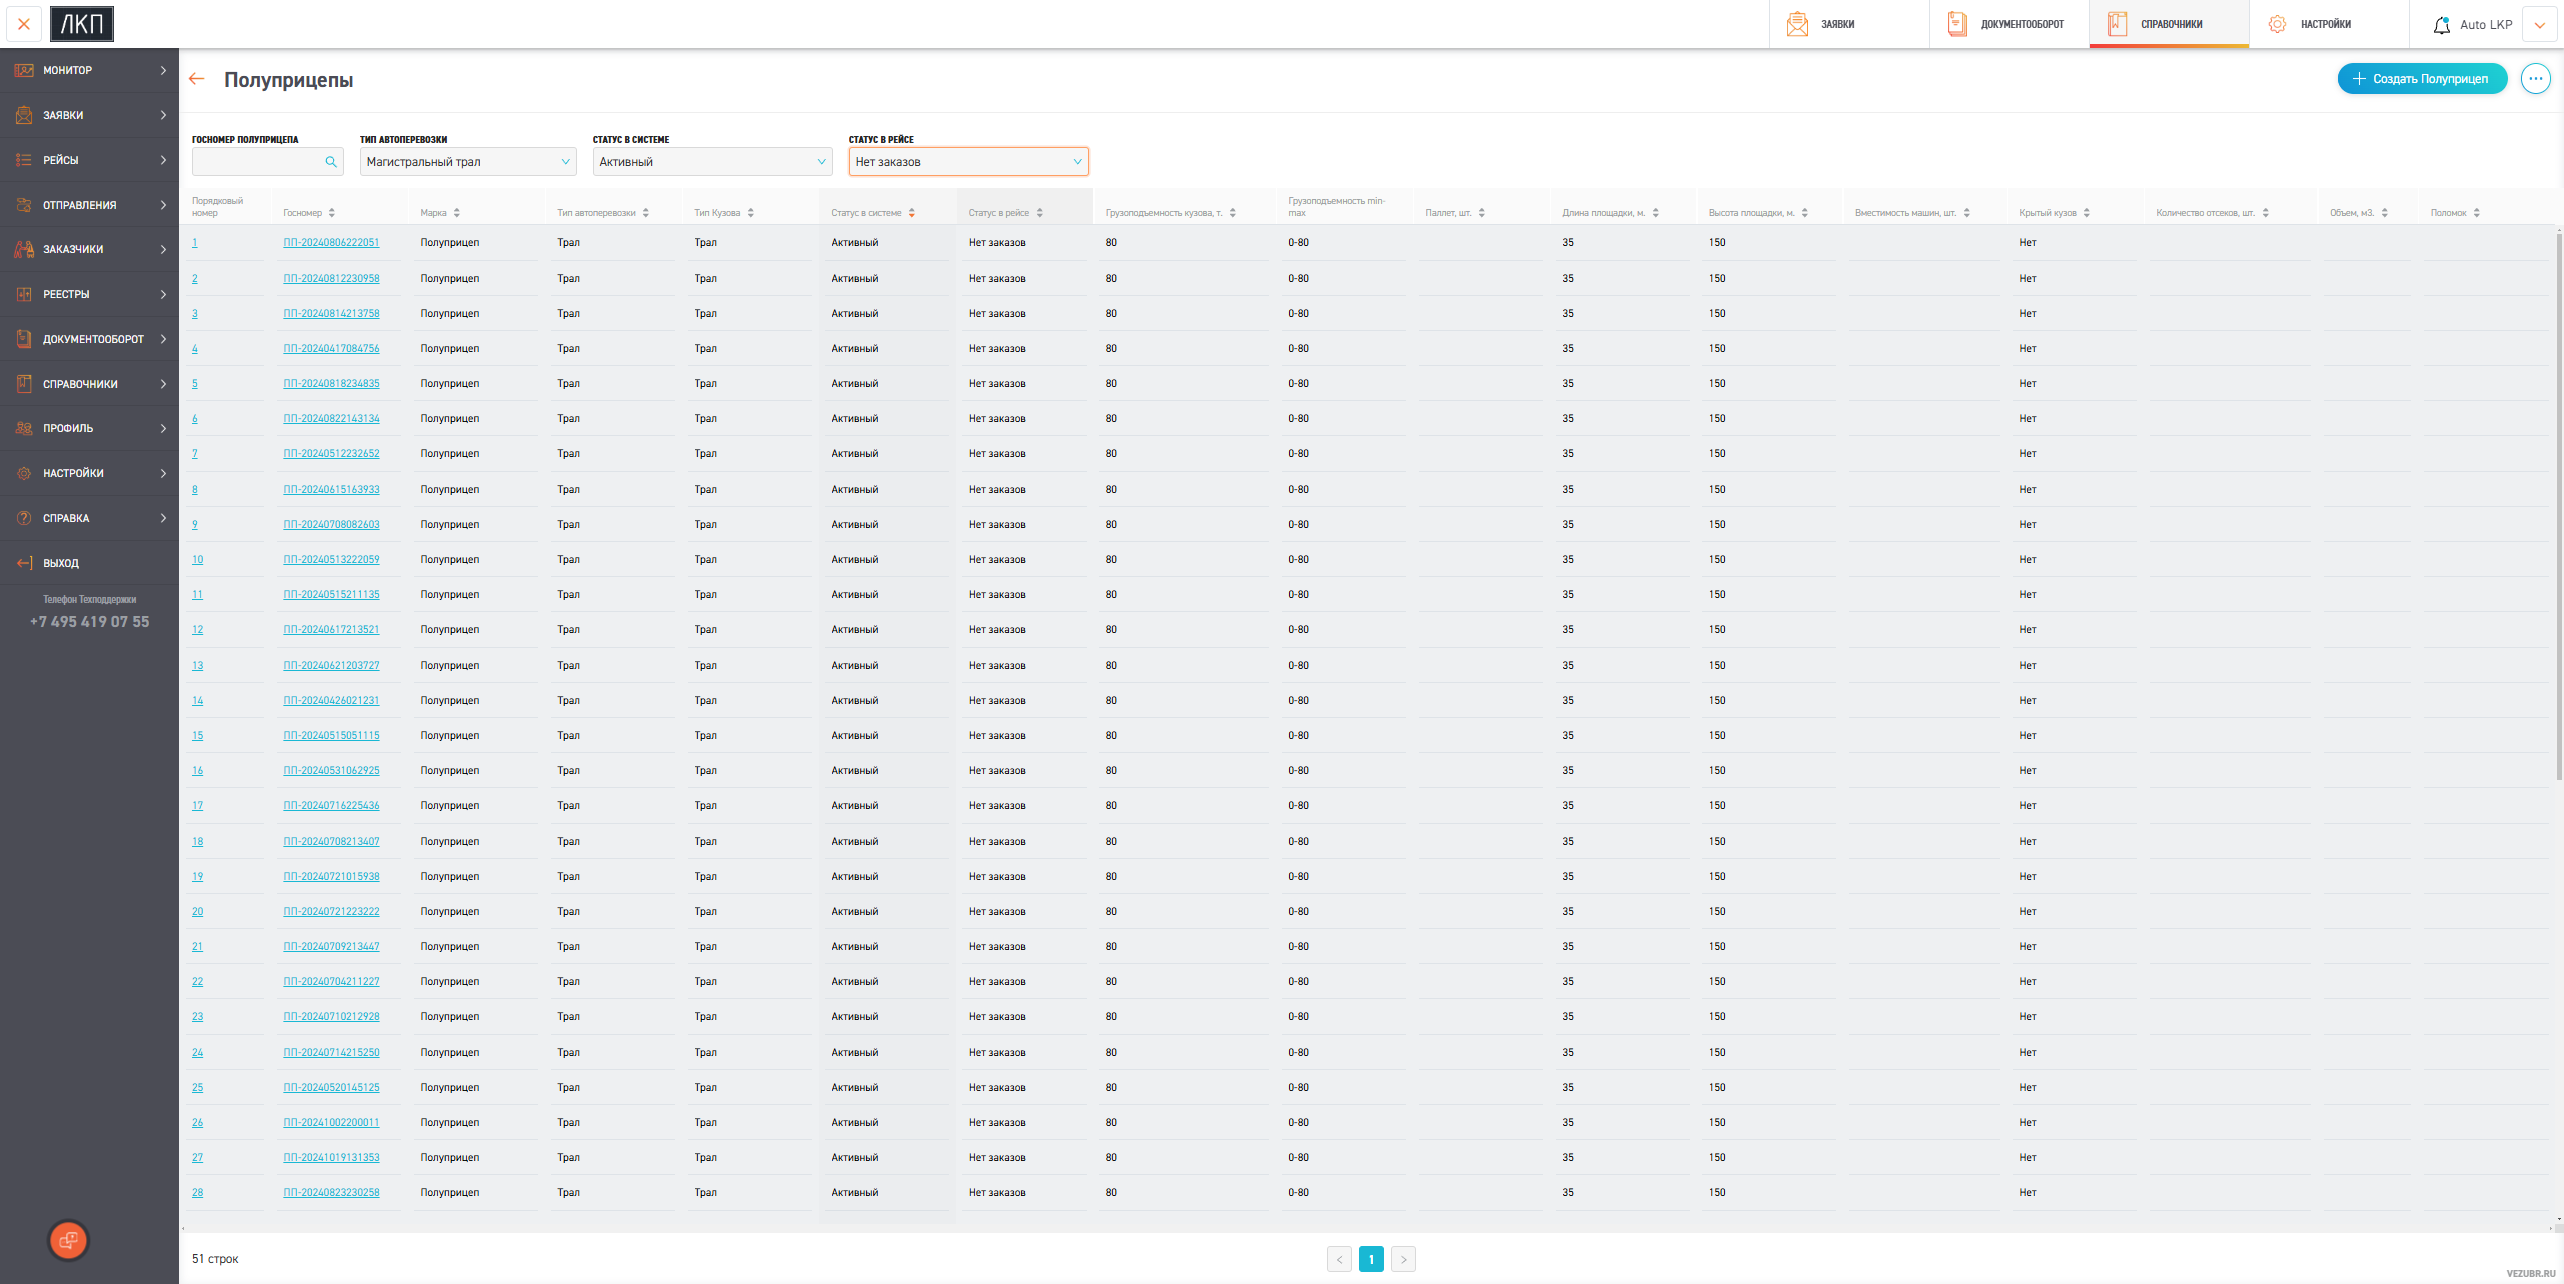 ЛКП
ЗАЯВКИ
ДОКУМЕНТООБОРОТ
СПРАВОЧНИКИ
НАСТРОЙКИ
Auto LKP
МОНИТОР
ЗАЯВКИ
РЕЙСЫ
ОТПРАВЛЕНИЯ
ЗАКАЗЧИКИ
РЕЕСТРЫ
ДОКУМЕНТООБОРОТ
СПРАВОЧНИКИ
ПРОФИЛЬ
НАСТРОЙКИ
СПРАВКА
ВЫХОД
Телефон Техподдержки
+7 495 419 07 55
Полуприцепы
Создать Полуприцеп
ГОСНОМЕР ПОЛУПРИЦЕПА
ТИП АВТОПЕРЕВОЗКИ
СТАТУС В СИСТЕМЕ
СТАТУС В РЕЙСЕ
Магистральный трал
Активный
Нет заказов
Порядковый номер Госномер Марка Тип автоперевозки Тип Кузова Статус в системе Статус в рейсе Грузоподъемность кузова, т. Грузоподъемность min-max Паллет, шт. Длина площадки, м. Высота площадки, м. Вместимость машин, шт. Крытый кузов Количество отсеков, шт. Объем, м3. Поломок
1 ПП-20240806222051 Полуприцеп Трал Трал Активный Нет заказов 80 0-80 35 150 Нет
2 ПП-20240812230958 Полуприцеп Трал Трал Активный Нет заказов 80 0-80 35 150 Нет
3 ПП-20240814213758 Полуприцеп Трал Трал Активный Нет заказов 80 0-80 35 150 Нет
4 ПП-20240417084756 Полуприцеп Трал Трал Активный Нет заказов 80 0-80 35 150 Нет
5 ПП-20240818234835 Полуприцеп Трал Трал Активный Нет заказов 80 0-80 35 150 Нет
6 ПП-20240822143134 Полуприцеп Трал Трал Активный Нет заказов 80 0-80 35 150 Нет
7 ПП-20240512232652 Полуприцеп Трал Трал Активный Нет заказов 80 0-80 35 150 Нет
8 ПП-20240615163933 Полуприцеп Трал Трал Активный Нет заказов 80 0-80 35 150 Нет
9 ПП-20240708082603 Полуприцеп Трал Трал Активный Нет заказов 80 0-80 35 150 Нет
10 ПП-20240513222059 Полуприцеп Трал Трал Активный Нет заказов 80 0-80 35 150 Нет
11 ПП-20240515211135 Полуприцеп Трал Трал Активный Нет заказов 80 0-80 35 150 Нет
12 ПП-20240617213521 Полуприцеп Трал Трал Активный Нет заказов 80 0-80 35 150 Нет
13 ПП-20240621203727 Полуприцеп Трал Трал Активный Нет заказов 80 0-80 35 150 Нет
14 ПП-20240426021231 Полуприцеп Трал Трал Активный Нет заказов 80 0-80 35 150 Нет
15 ПП-20240515051115 Полуприцеп Трал Трал Активный Нет заказов 80 0-80 35 150 Нет
16 ПП-20240531062925 Полуприцеп Трал Трал Активный Нет заказов 80 0-80 35 150 Нет
17 ПП-20240716225436 Полуприцеп Трал Трал Активный Нет заказов 80 0-80 35 150 Нет
18 ПП-20240708213407 Полуприцеп Трал Трал Активный Нет заказов 80 0-80 35 150 Нет
19 ПП-20240721015938 Полуприцеп Трал Трал Активный Нет заказов 80 0-80 35 150 Нет
20 ПП-20240721223222 Полуприцеп Трал Трал Активный Нет заказов 80 0-80 35 150 Нет
21 ПП-20240709213447 Полуприцеп Трал Трал Активный Нет заказов 80 0-80 35 150 Нет
22 ПП-20240704211227 Полуприцеп Трал Трал Активный Нет заказов 80 0-80 35 150 Нет
23 ПП-20240710212928 Полуприцеп Трал Трал Активный Нет заказов 80 0-80 35 150 Нет
24 ПП-20240714215250 Полуприцеп Трал Трал Активный Нет заказов 80 0-80 35 150 Нет
25 ПП-20240520145125 Полуприцеп Трал Трал Активный Нет заказов 80 0-80 35 150 Нет
26 ПП-20241002200011 Полуприцеп Трал Трал Активный Нет заказов 80 0-80 35 150 Нет
27 ПП-20241019131353 Полуприцеп Трал Трал Активный Нет заказов 80 0-80 35 150 Нет
28 ПП-20240823230258 Полуприцеп Трал Трал Активный Нет заказов 80 0-80 35 150 Нет
51 строк
1
VEZUBR.RU